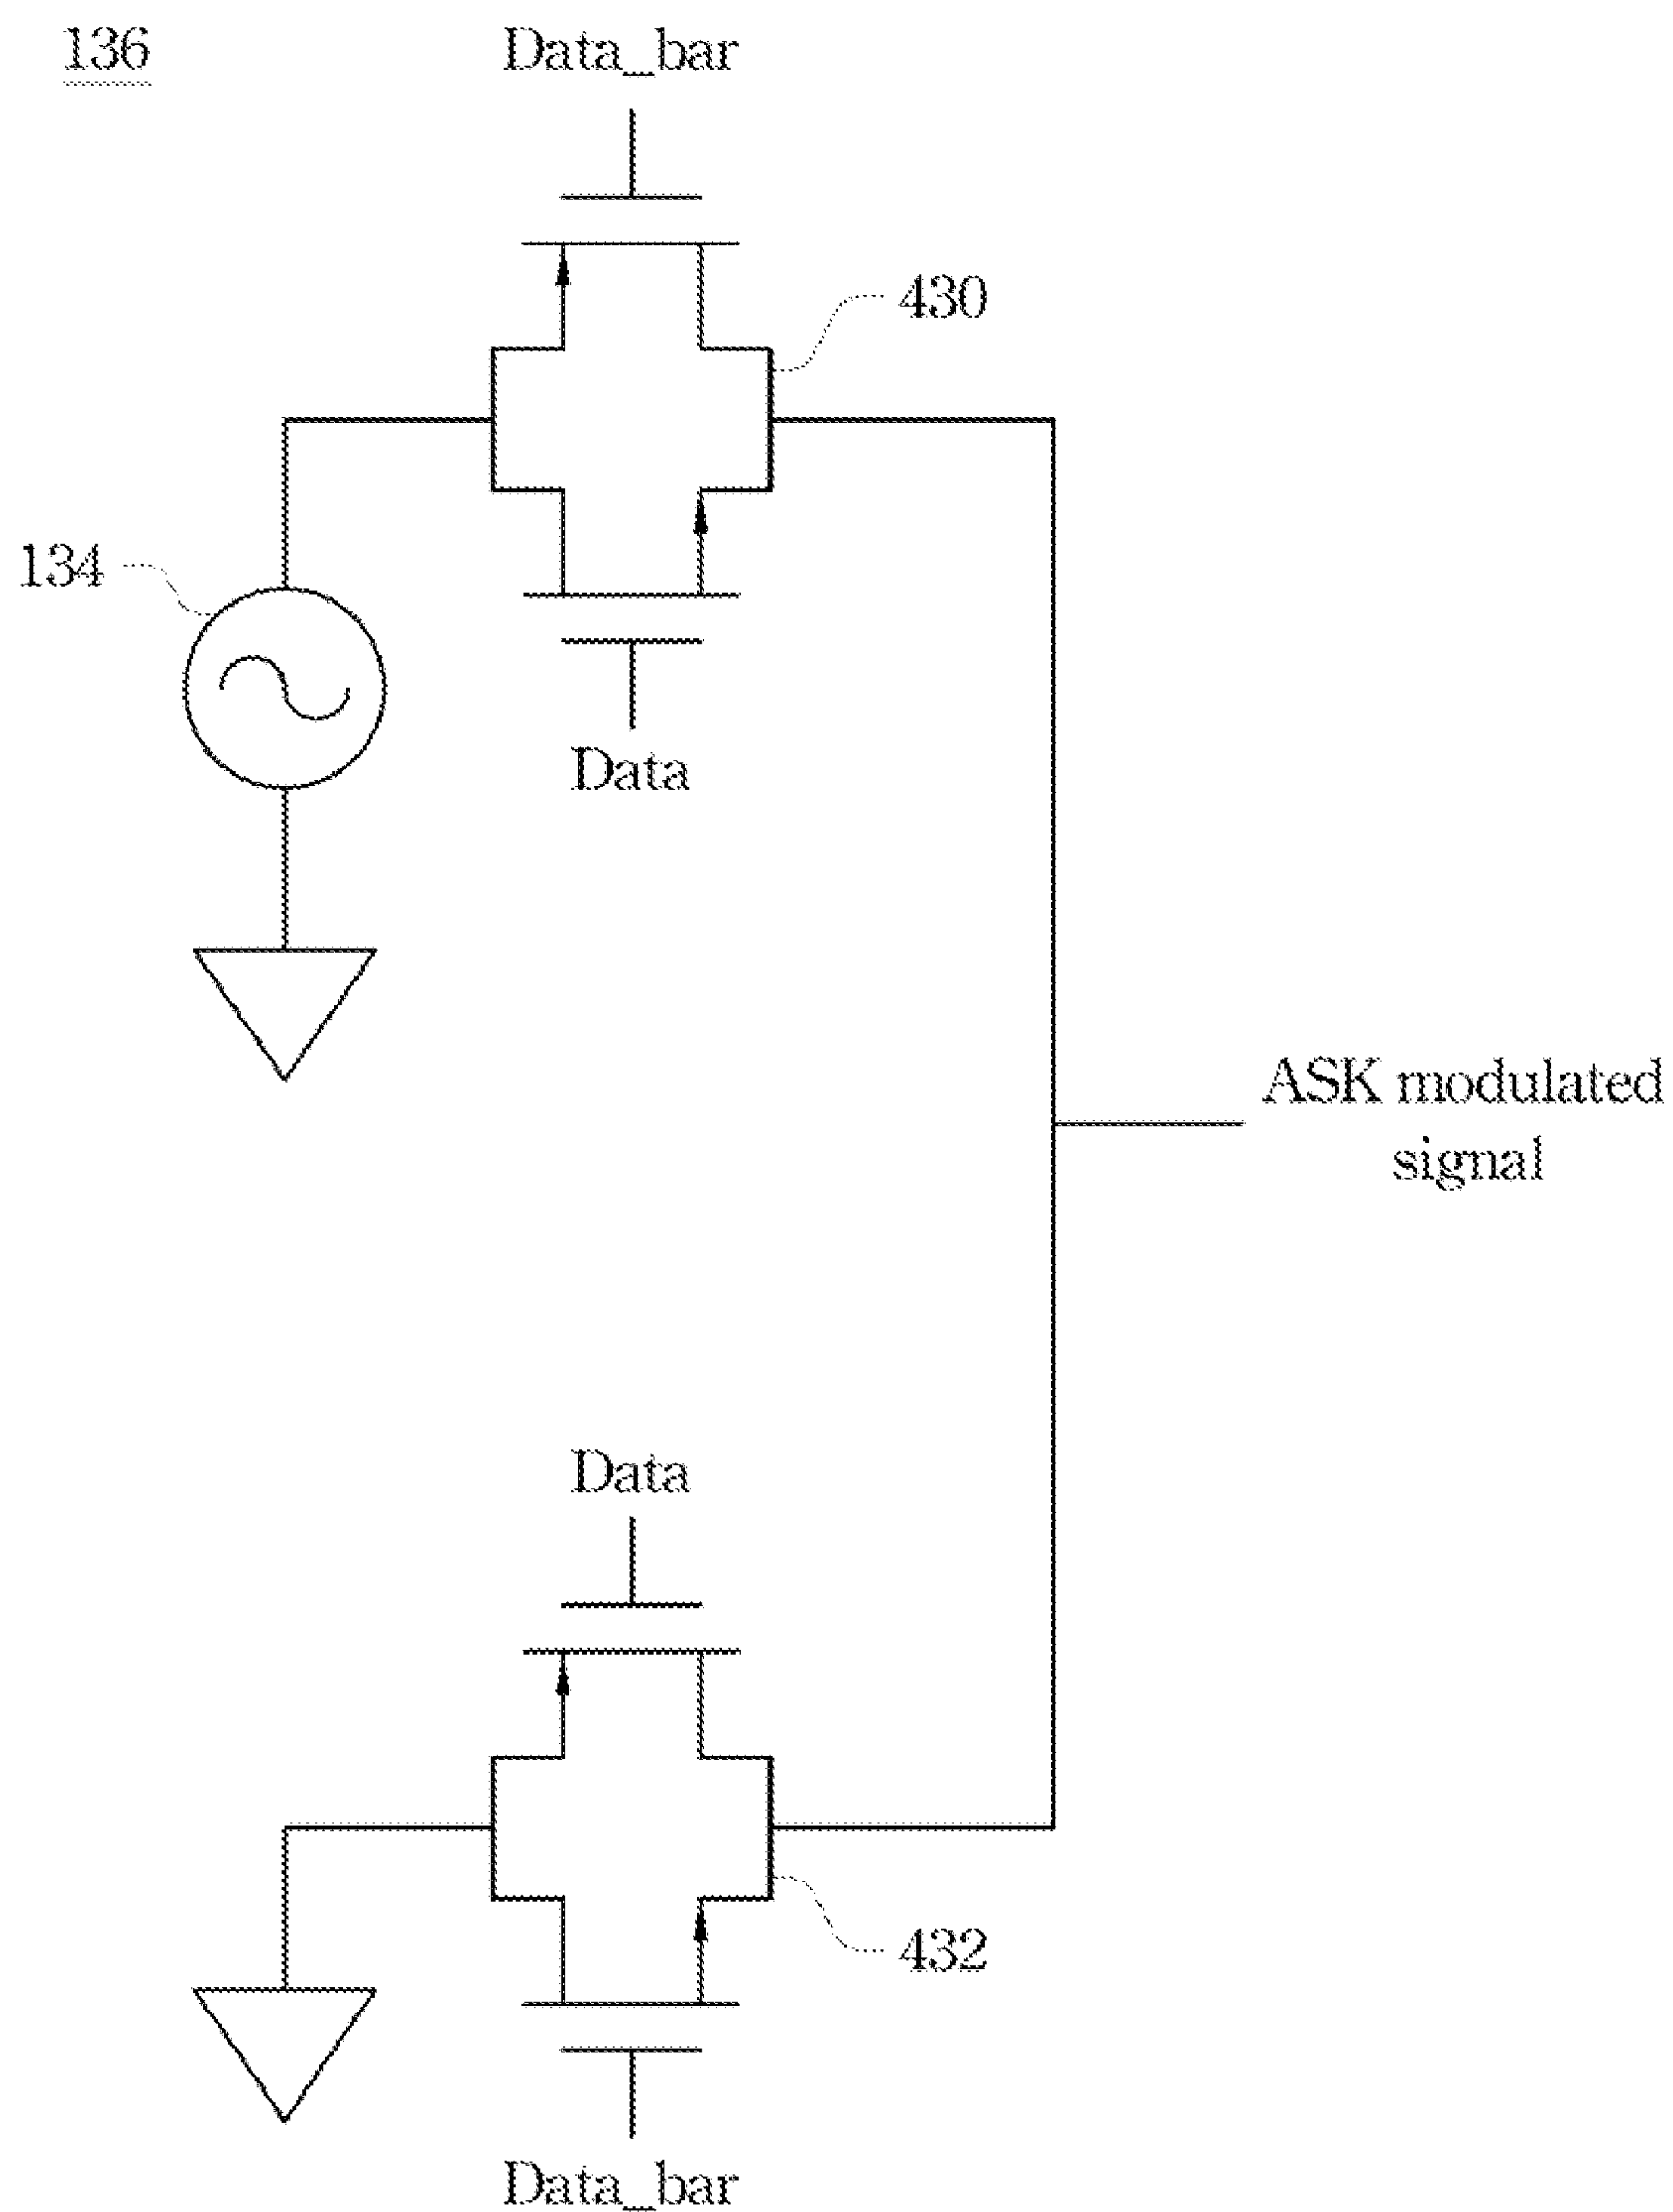 136
Data_bar
430
134
Data
ASK modulated
signal
Data
432
Data_bar